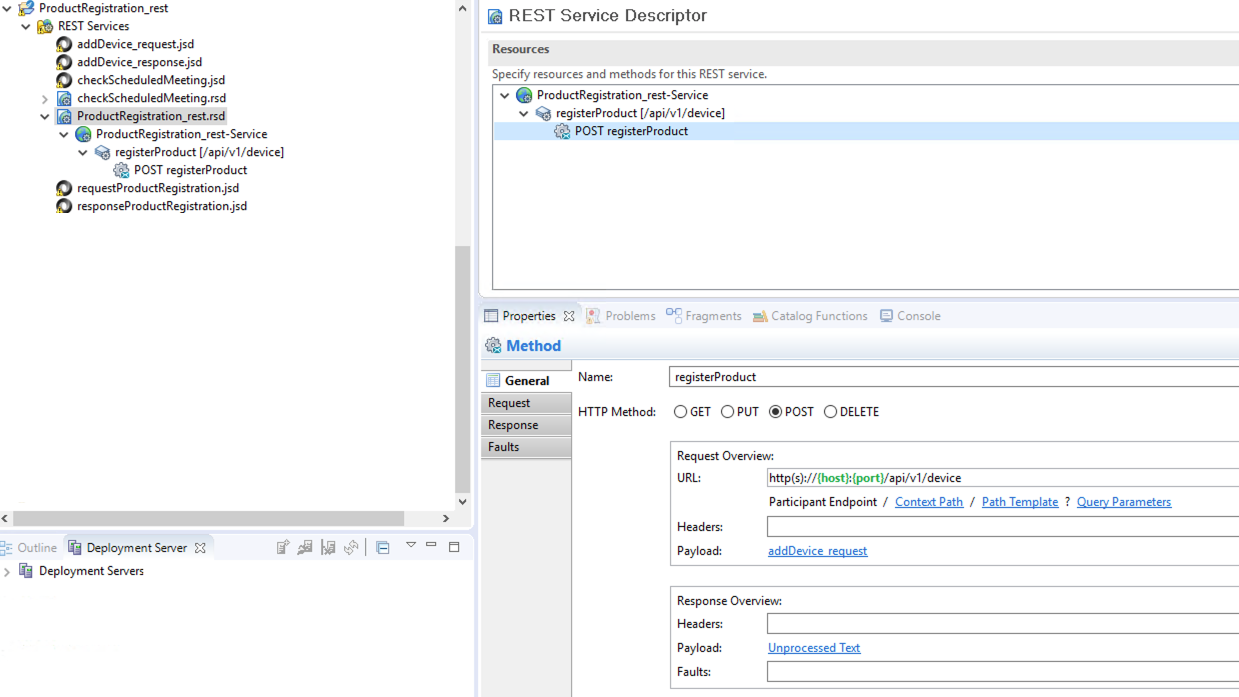 ProductRegistration_rest
REST Services
addDevice_request.jsd
addDevice_response.jsd
checkScheduledMeeting.jsd
checkScheduledMeeting.rsd
ProductRegistration_rest.rsd
ProductRegistration_rest-Service
registerProduct [/api/v1/device]
POST registerProduct
requestProductRegistration.jsd
responseProductRegistration.jsd
Outline
Deployment Server
Deployment Servers
REST Service Descriptor
Resources
Specify resources and methods for this REST service.
ProductRegistration_rest-Service
registerProduct [/api/v1/device]
POST registerProduct
Properties Problems Fragments Catalog Functions Console
Method
General
Request
Response
Faults
Name: registerProduct
HTTP Method: GET PUT POST DELETE
Request Overview:
URL: http(s)://{host}:{port}/api/v1/device
Participant Endpoint / Context Path / Path Template ? Query Parameters
Headers:
Payload: addDevice_request
Response Overview:
Headers:
Payload: Unprocessed Text
Faults: